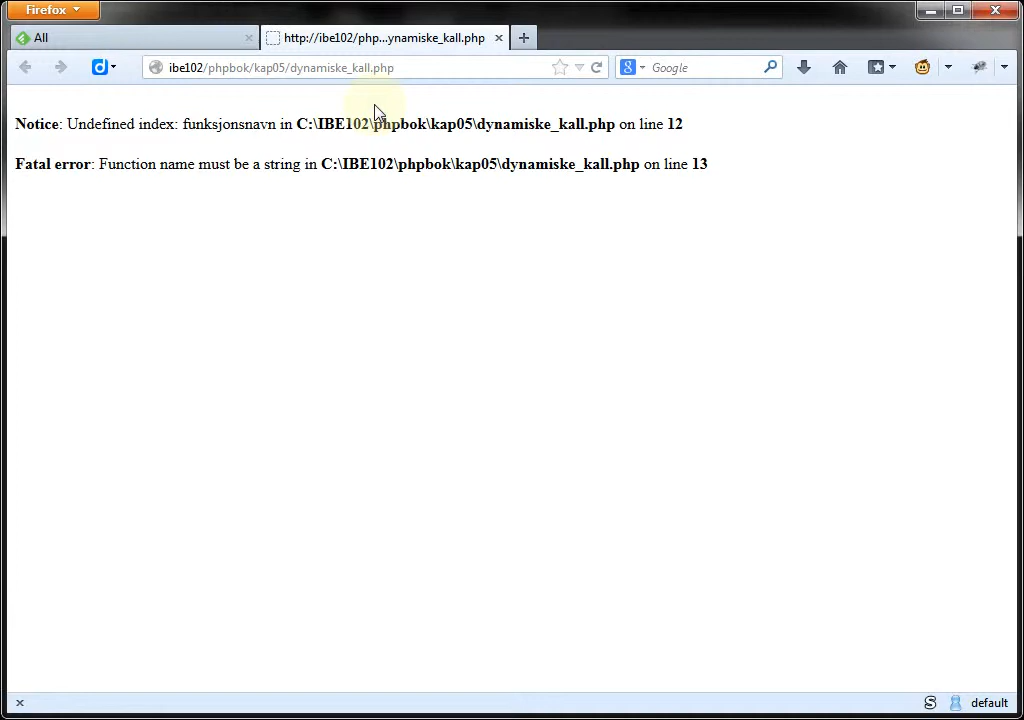 Firefox
All
http://ibe102/php...ynamiske_kall.php
ibe102/phpbok/kap05/dynamiske_kall.php
Google
Notice: Undefined index: funksjonsnavn in C:\IBE102\phpbok\kap05\dynamiske_kall.php on line 12
Fatal error: Function name must be a string in C:\IBE102\phpbok\kap05\dynamiske_kall.php on line 13
default